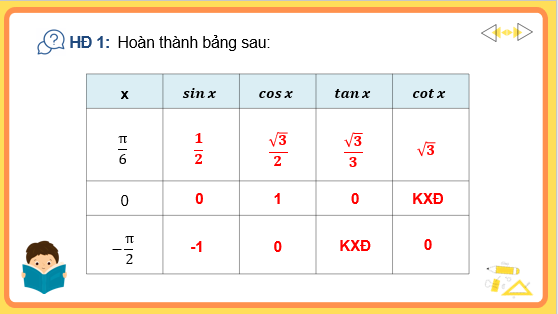 HĐ 1: Hoàn thành bảng sau:
x sin x cos x tan x cot x
π/6 1/2 √3/2 √3/3 √3
0 0 1 0 KXĐ
−π/2 -1 0 KXĐ 0